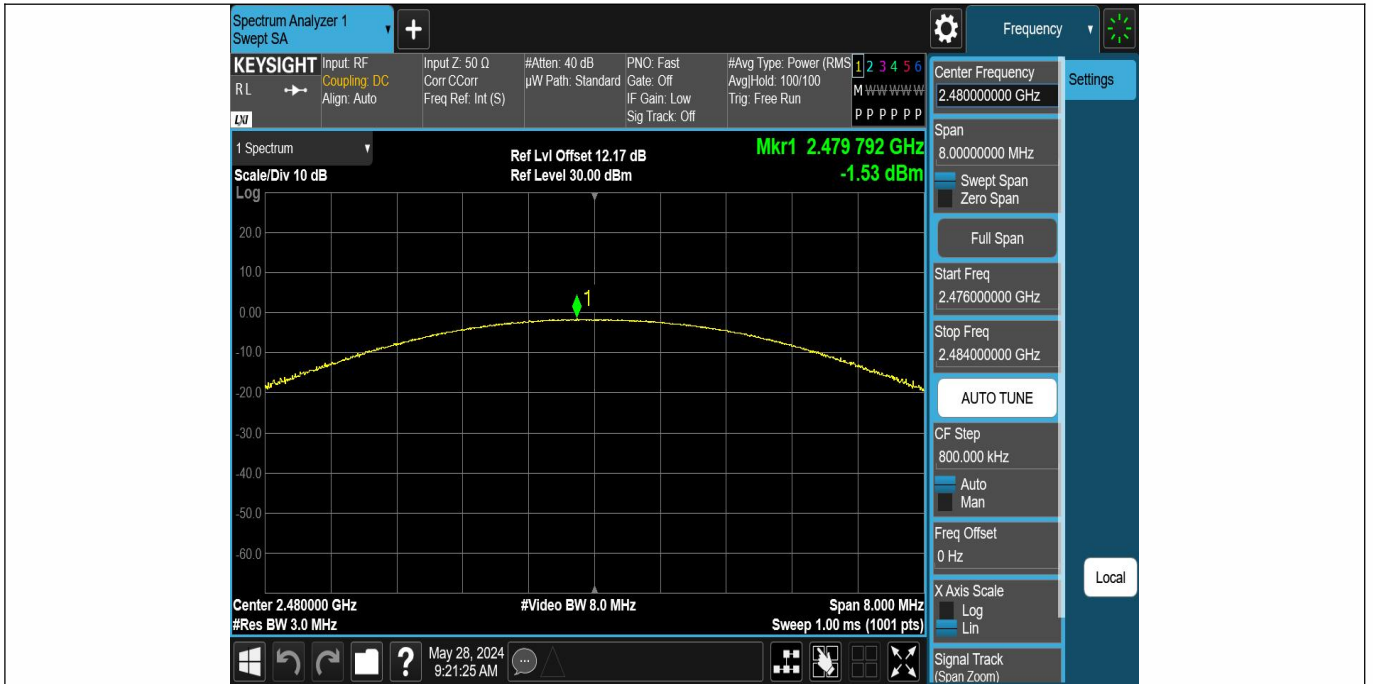 Spectrum Analyzer 1
Swept SA
+
Frequency
KEYSIGHT
RL
LXI
Input: RF
Coupling: DC
Align: Auto
Input Z: 50 Ω
Corr CCorr
Freq Ref: Int (S)
#Atten: 40 dB
µW Path: Standard
PNO: Fast
Gate: Off
IF Gain: Low
Sig Track: Off
#Avg Type: Power (RMS
Avg|Hold: 100/100
Trig: Free Run
1 2 3 4 5 6
M W W W W W
P P P P P P
1 Spectrum
Scale/Div 10 dB
Ref Lvl Offset 12.17 dB
Ref Level 30.00 dBm
Mkr1 2.479 792 GHz
-1.53 dBm
Log
20.0
10.0
0.00
-10.0
-20.0
-30.0
-40.0
-50.0
-60.0
1
Center 2.480000 GHz
#Res BW 3.0 MHz
#Video BW 8.0 MHz
Span 8.000 MHz
Sweep 1.00 ms (1001 pts)
?
May 28, 2024
9:21:25 AM
Center Frequency
2.480000000 GHz
Settings
Span
8.00000000 MHz
Swept Span
Zero Span
Full Span
Start Freq
2.476000000 GHz
Stop Freq
2.484000000 GHz
AUTO TUNE
CF Step
800.000 kHz
Auto
Man
Freq Offset
0 Hz
X Axis Scale
Log
Lin
Local
Signal Track
(Span Zoom)